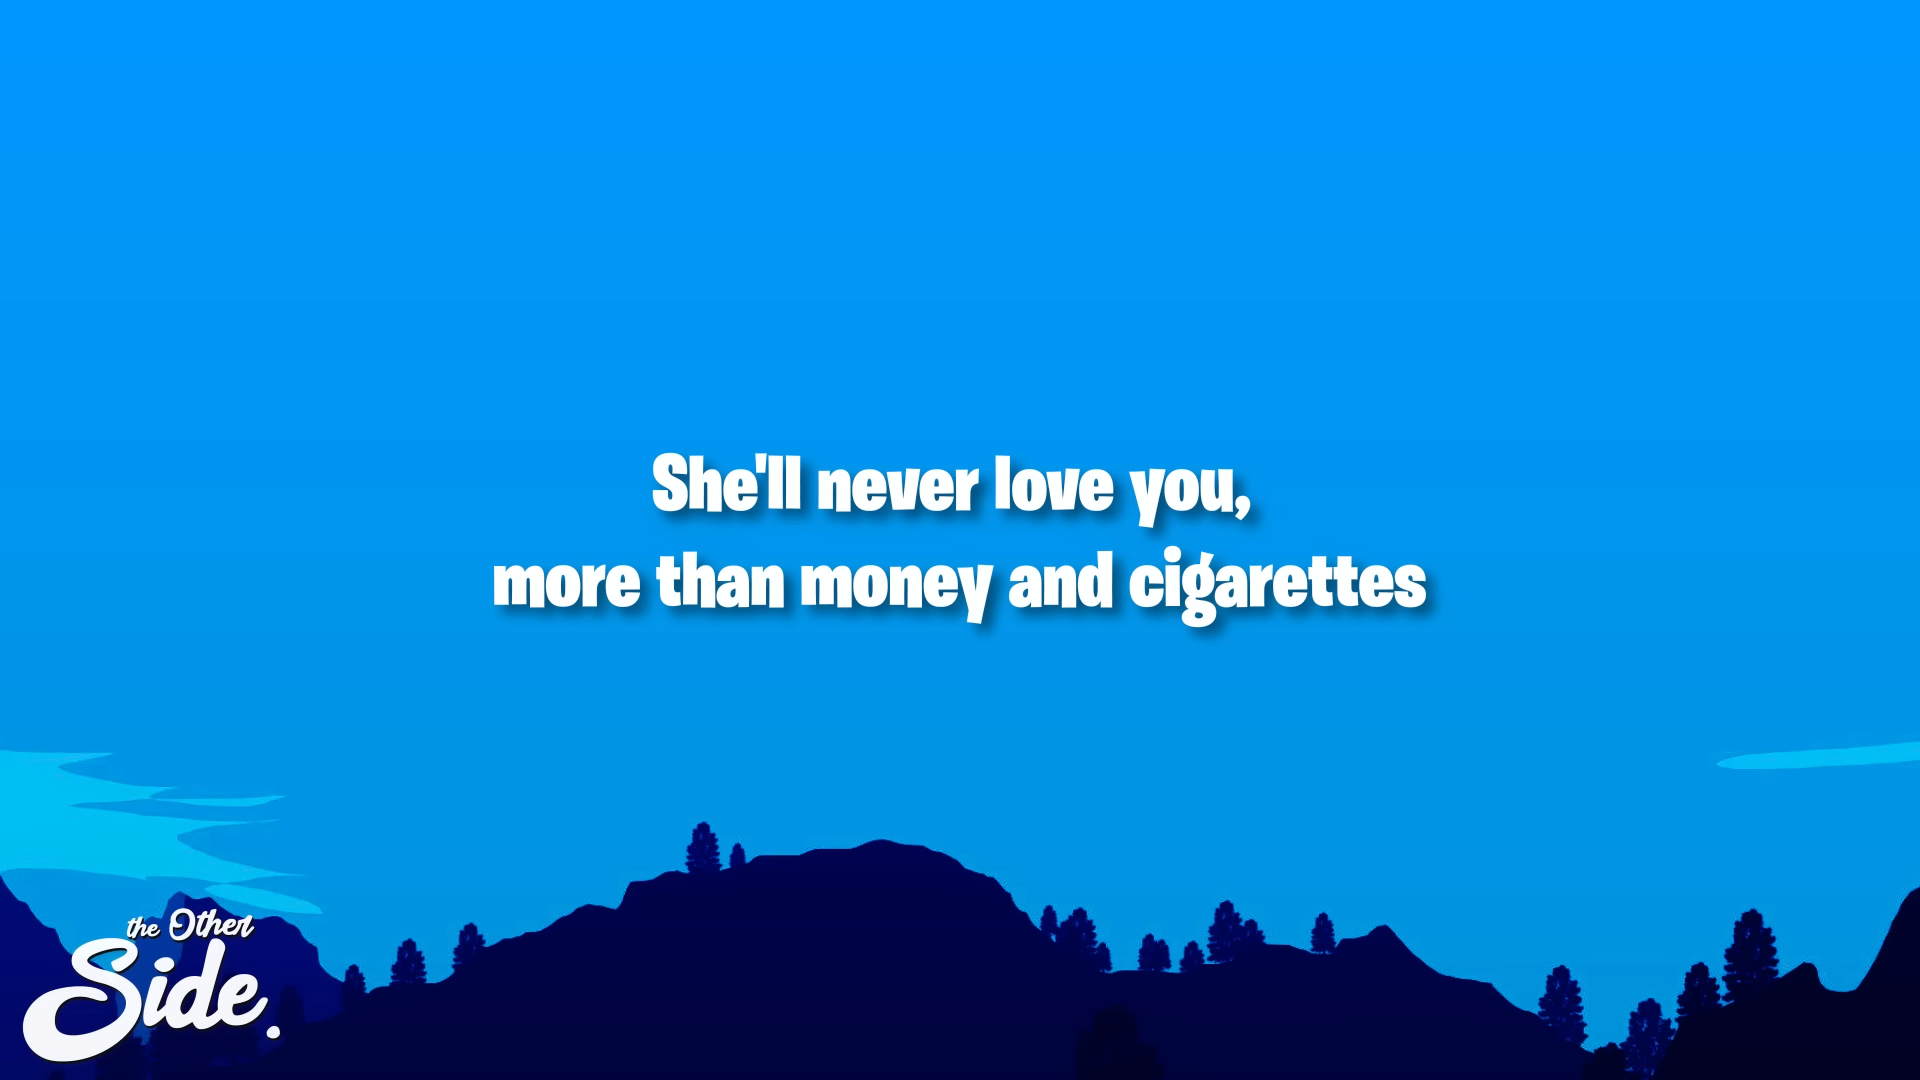 She'll never love you,
more than money and cigarettes
the Other
Side.